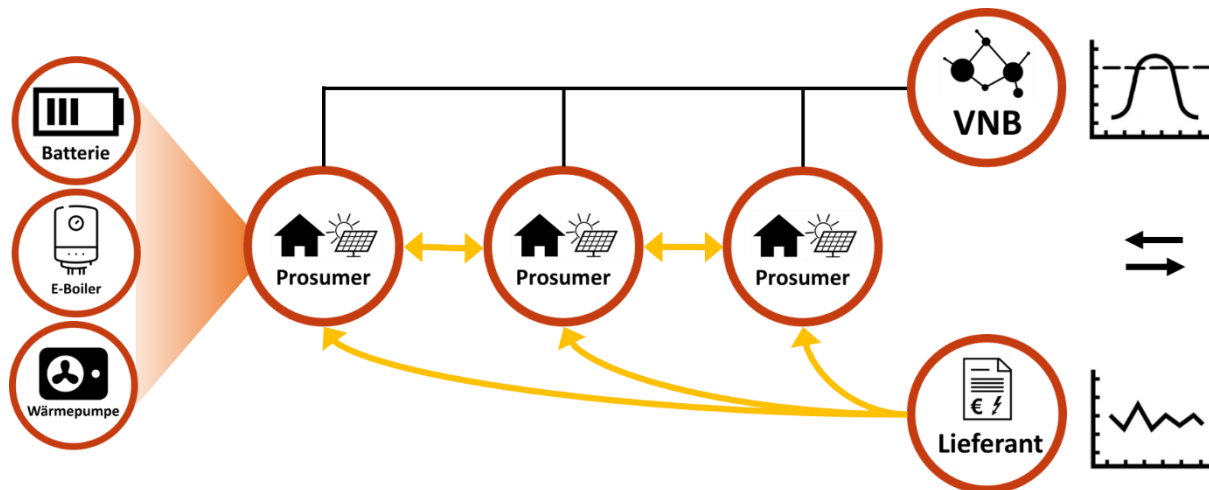 VNB
Batterie
E-Boiler
Wärmepumpe
Prosumer
Prosumer
Prosumer
€
Lieferant